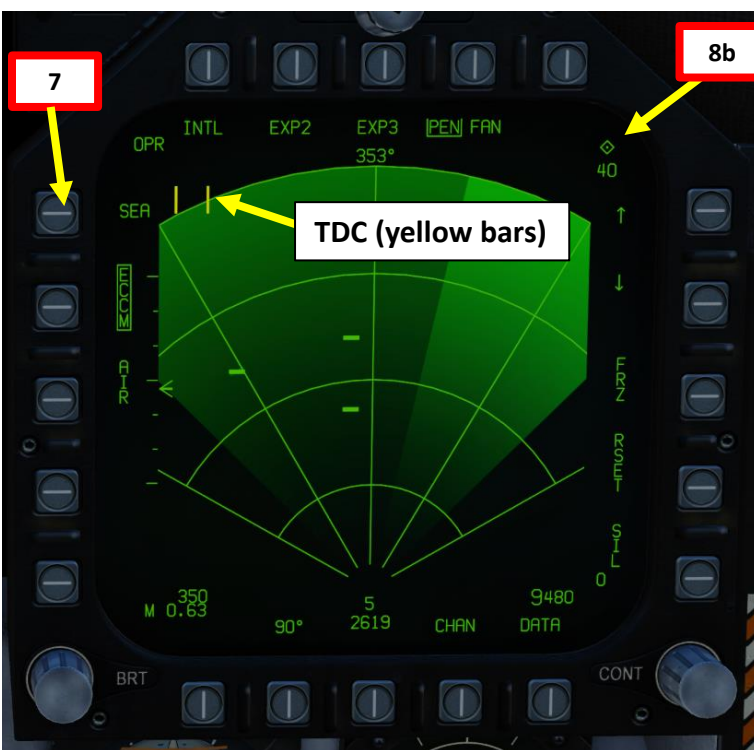 7
8b
INTL EXP2 EXP3 PEN FAN
OPR
353°
40
SEA
TDC (yellow bars)
↑
↓
ECCM
AIR
FRZ
RSET
SIL
0
350 5 9480
M 0.63 90° 2619 CHAN DATA
BRT
CONT